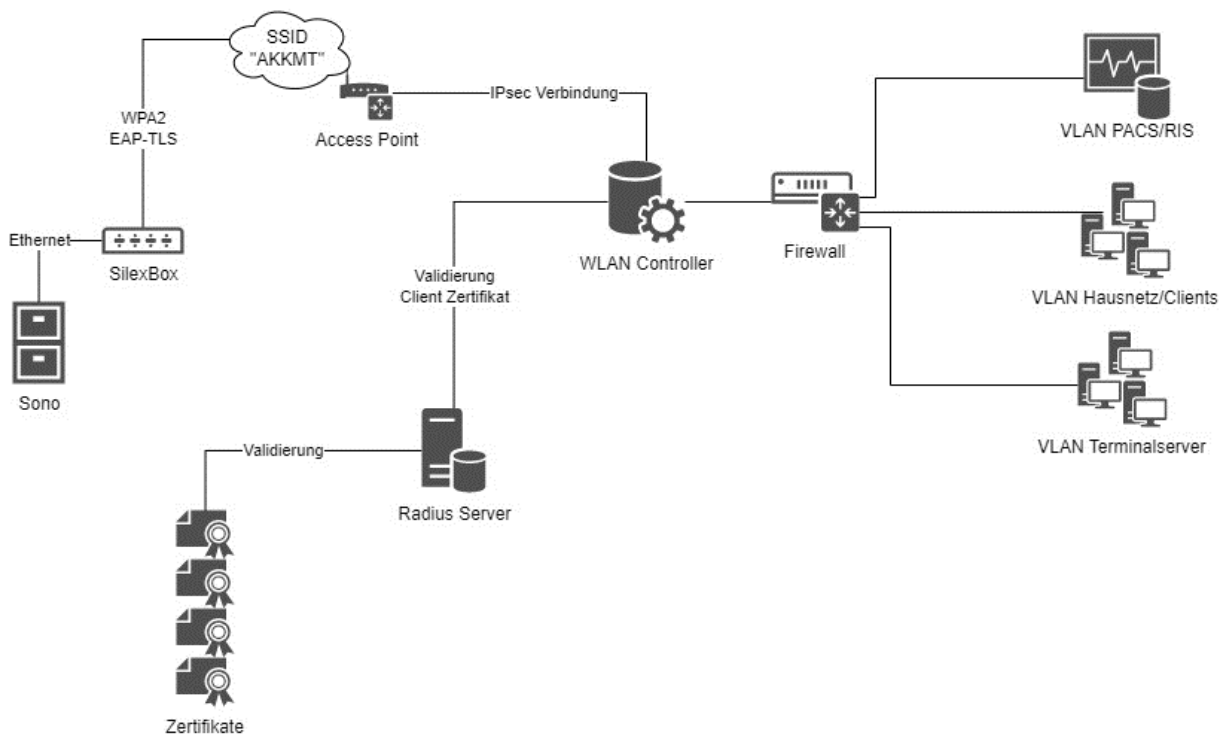 SSID
"AKKMT"
WPA2
EAP-TLS
Access Point
IPsec Verbindung
VLAN PACS/RIS
Ethernet
SilexBox
Sono
Validierung
Client Zertifikat
WLAN Controller
Firewall
VLAN Hausnetz/Clients
VLAN Terminalserver
Validierung
Radius Server
Zertifikate